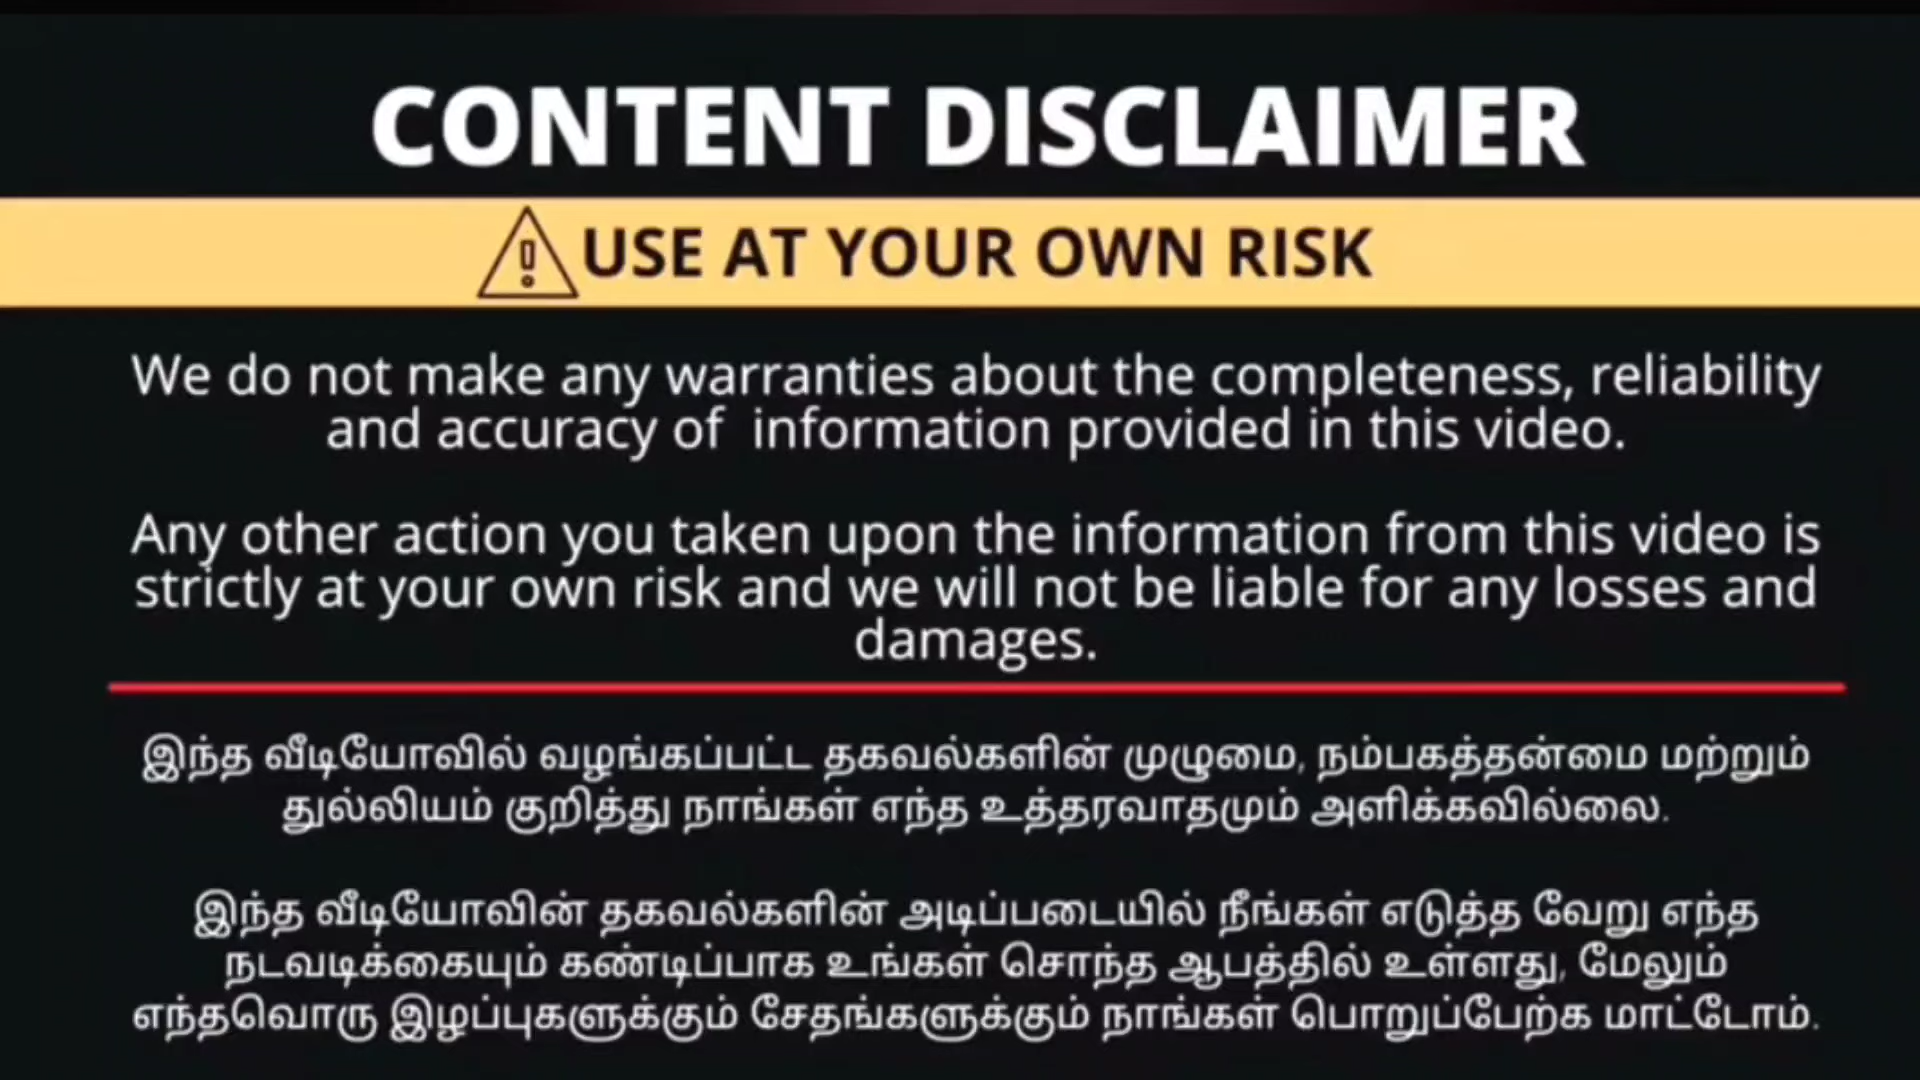 CONTENT DISCLAIMER
USE AT YOUR OWN RISK
We do not make any warranties about the completeness, reliability
and accuracy of information provided in this video.
Any other action you taken upon the information from this video is
strictly at your own risk and we will not be liable for any losses and
damages.
இந்த வீடியோவில் வழங்கப்பட்ட தகவல்களின் முழுமை, நம்பகத்தன்மை மற்றும்
துல்லியம் குறித்து நாங்கள் எந்த உத்தரவாதமும் அளிக்கவில்லை.
இந்த வீடியோவின் தகவல்களின் அடிப்படையில் நீங்கள் எடுத்த வேறு எந்த
நடவடிக்கையும் கண்டிப்பாக உங்கள் சொந்த ஆபத்தில் உள்ளது, மேலும்
எந்தவொரு இழப்புகளுக்கும் சேதங்களுக்கும் நாங்கள் பொறுப்பேற்க மாட்டோம்.